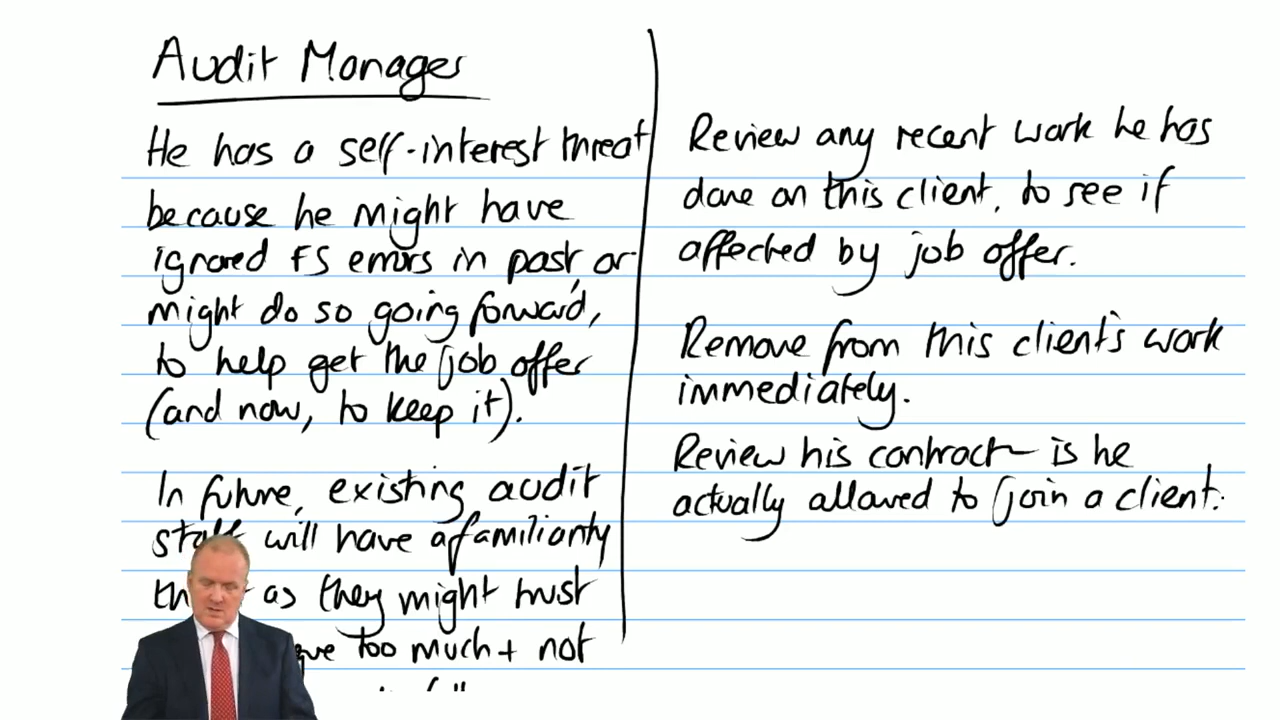 Audit Manager
He has a self-interest threat
because he might have
ignored FS errors in past, or
might do so going forward,
to help get the job offer
(and now, to keep it).
In future, existing audit
staff will have a familiarity
as they might trust
too much + not
Review any recent work he has
done on this client, to see if
affected by job offer.
Remove from this client's work
immediately.
Review his contract - is he
actually allowed to join a client.